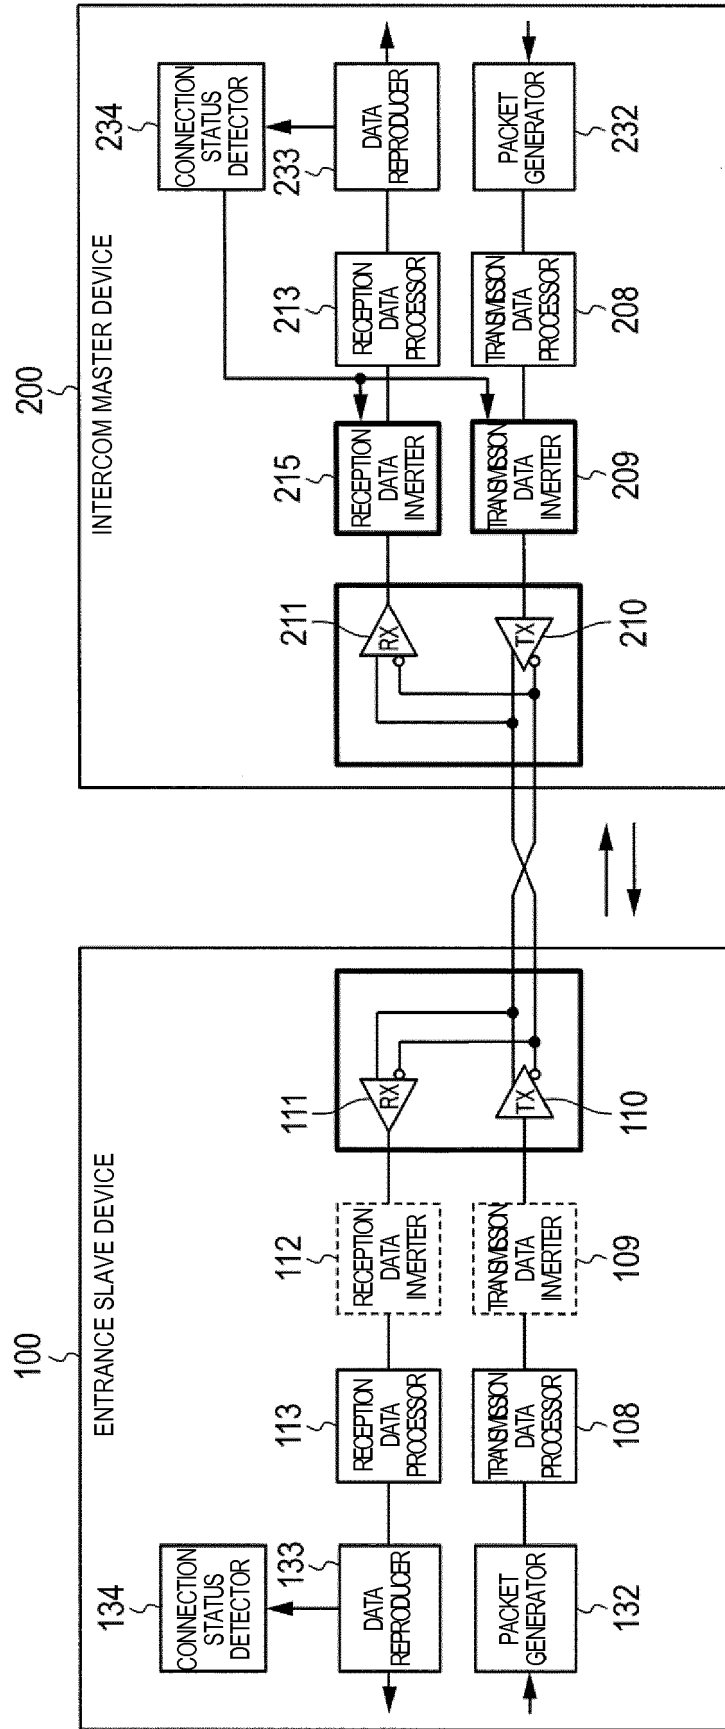 100
ENTRANCE SLAVE DEVICE
134
CONNECTION
STATUS
DETECTOR
133
DATA
REPRODUCER
113
RECEPTION
DATA
PROCESSOR
112
RECEPTION
DATA
INVERTER
111
RX
132
PACKET
GENERATOR
108
TRANSMISSION
DATA
PROCESSOR
109
TRANSMISSION
DATA
INVERTER
110
TX
200
INTERCOM MASTER DEVICE
234
CONNECTION
STATUS
DETECTOR
211
RX
215
RECEPTION
DATA
INVERTER
213
RECEPTION
DATA
PROCESSOR
233
DATA
REPRODUCER
210
TX
209
TRANSMISSION
DATA
INVERTER
208
TRANSMISSION
DATA
PROCESSOR
232
PACKET
GENERATOR